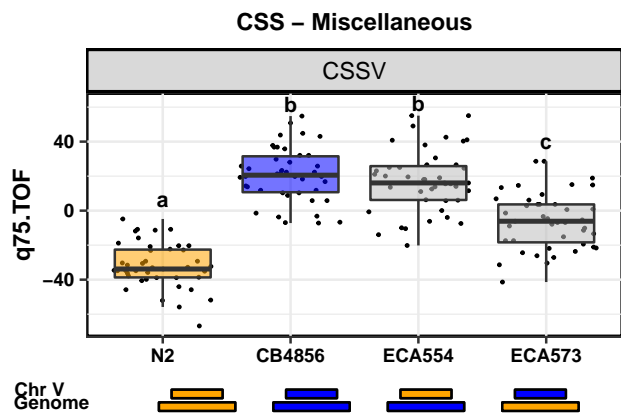 CSS – Miscellaneous
CSSV
q75.TOF
40
0
−40
a
b
b
c
N2 CB4856 ECA554 ECA573
Chr V
Genome